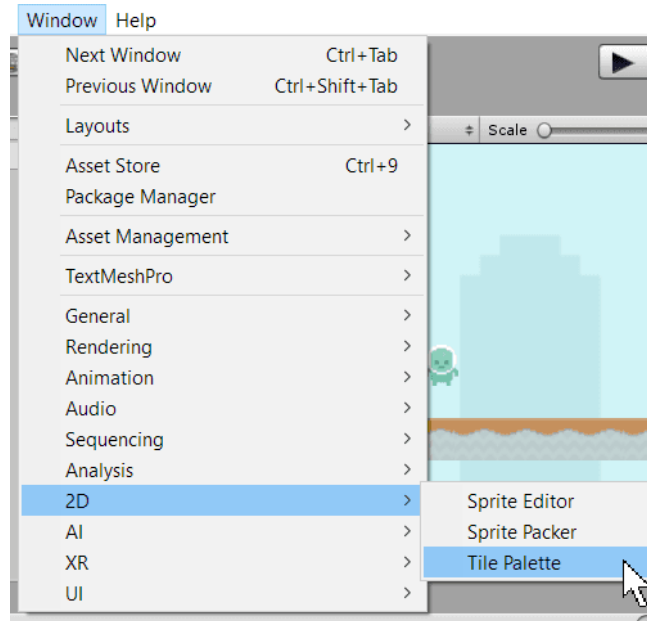 Window Help
Next Window Ctrl+Tab
Previous Window Ctrl+Shift+Tab
Layouts
Scale
Asset Store Ctrl+9
Package Manager
Asset Management
TextMeshPro
General
Rendering
Animation
Audio
Sequencing
Analysis
2D
Sprite Editor
AI
Sprite Packer
XR
Tile Palette
UI